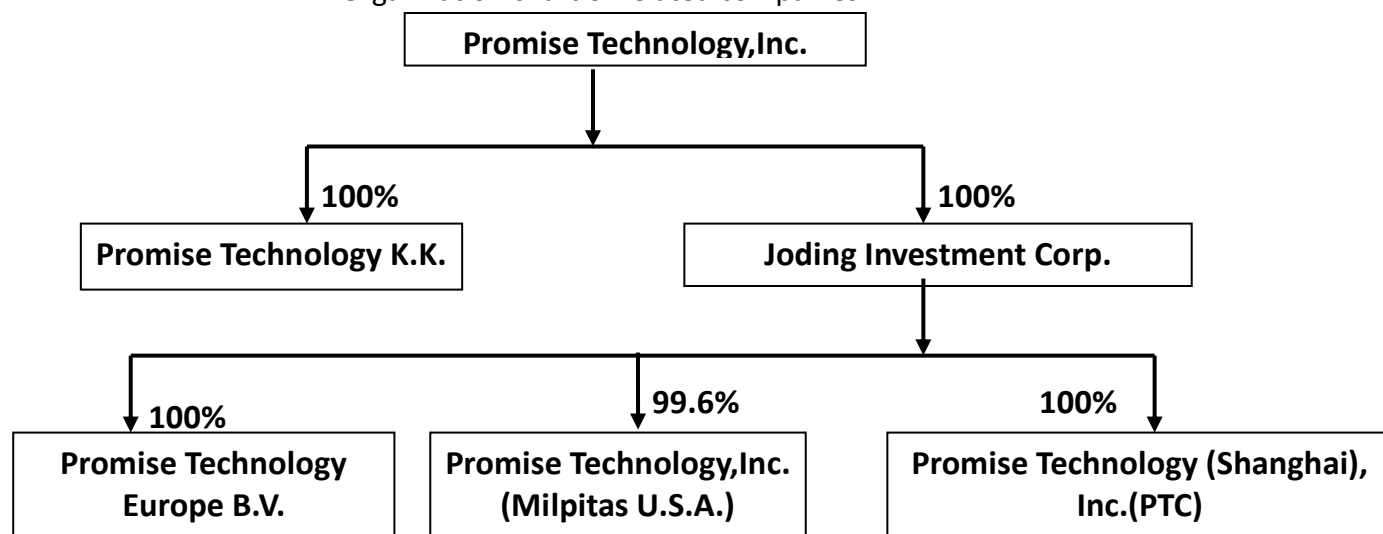 Promise Technology,Inc.
100%
100%
Promise Technology K.K.
Joding Investment Corp.
100%
99.6%
100%
Promise Technology
Europe B.V.
Promise Technology,Inc.
(Milpitas U.S.A.)
Promise Technology (Shanghai),
Inc.(PTC)